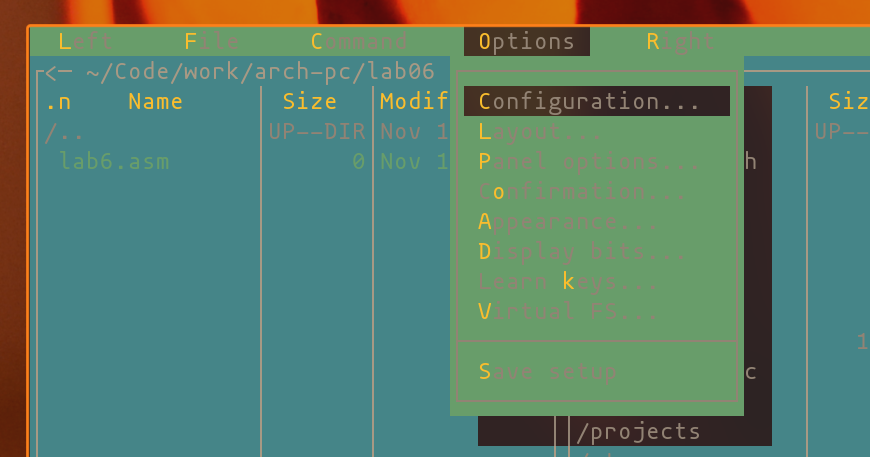 Left File Command Options Right
<─ ~/Code/work/arch-pc/lab06
.n Name Size Modif Siz
/.. UP--DIR Nov 1 UP--
lab6.asm 0 Nov 1 h
Configuration...
Layout...
Panel options...
Confirmation...
Appearance...
Display bits...
Learn keys...
Virtual FS...
1
Save setup
c
/projects